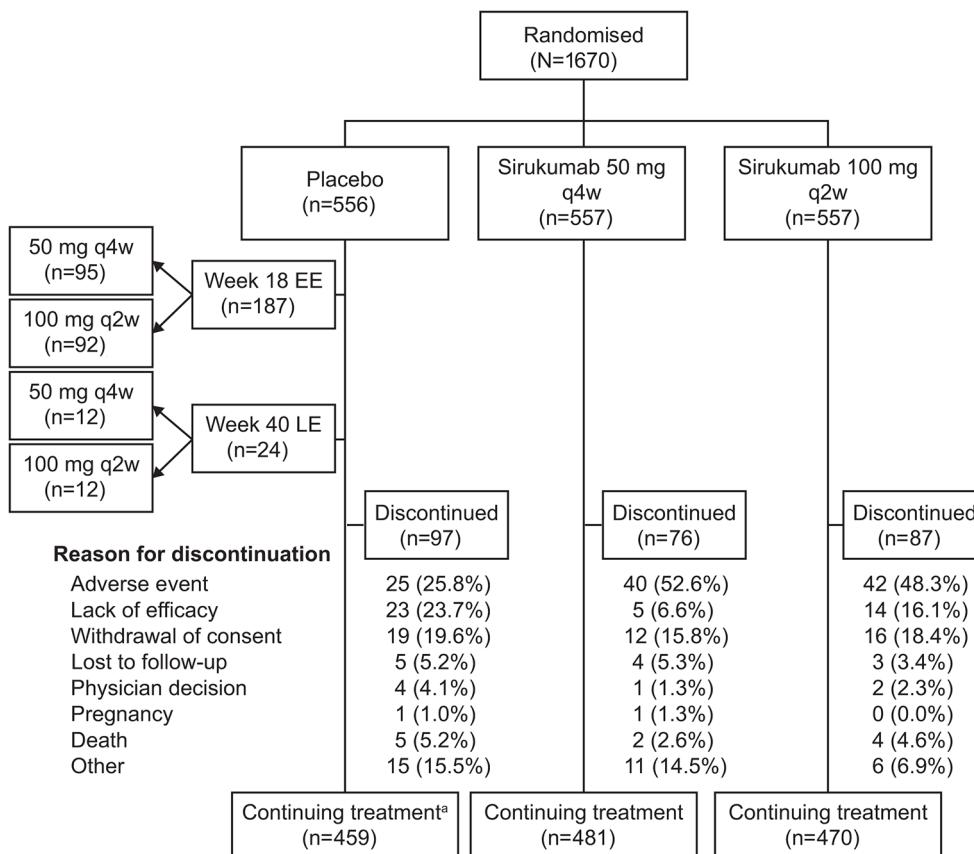 Randomised
(N=1670)
Placebo
(n=556)
Sirukumab 50 mg
q4w
(n=557)
Sirukumab 100 mg
q2w
(n=557)
50 mg q4w
(n=95)
100 mg q2w
(n=92)
Week 18 EE
(n=187)
50 mg q4w
(n=12)
100 mg q2w
(n=12)
Week 40 LE
(n=24)
Discontinued
(n=97)
Discontinued
(n=76)
Discontinued
(n=87)
Reason for discontinuation
Adverse event 25 (25.8%) 40 (52.6%) 42 (48.3%)
Lack of efficacy 23 (23.7%) 5 (6.6%) 14 (16.1%)
Withdrawal of consent 19 (19.6%) 12 (15.8%) 16 (18.4%)
Lost to follow-up 5 (5.2%) 4 (5.3%) 3 (3.4%)
Physician decision 4 (4.1%) 1 (1.3%) 2 (2.3%)
Pregnancy 1 (1.0%) 1 (1.3%) 0 (0.0%)
Death 5 (5.2%) 2 (2.6%) 4 (4.6%)
Other 15 (15.5%) 11 (14.5%) 6 (6.9%)
Continuing treatmentᵃ
(n=459)
Continuing treatment
(n=481)
Continuing treatment
(n=470)